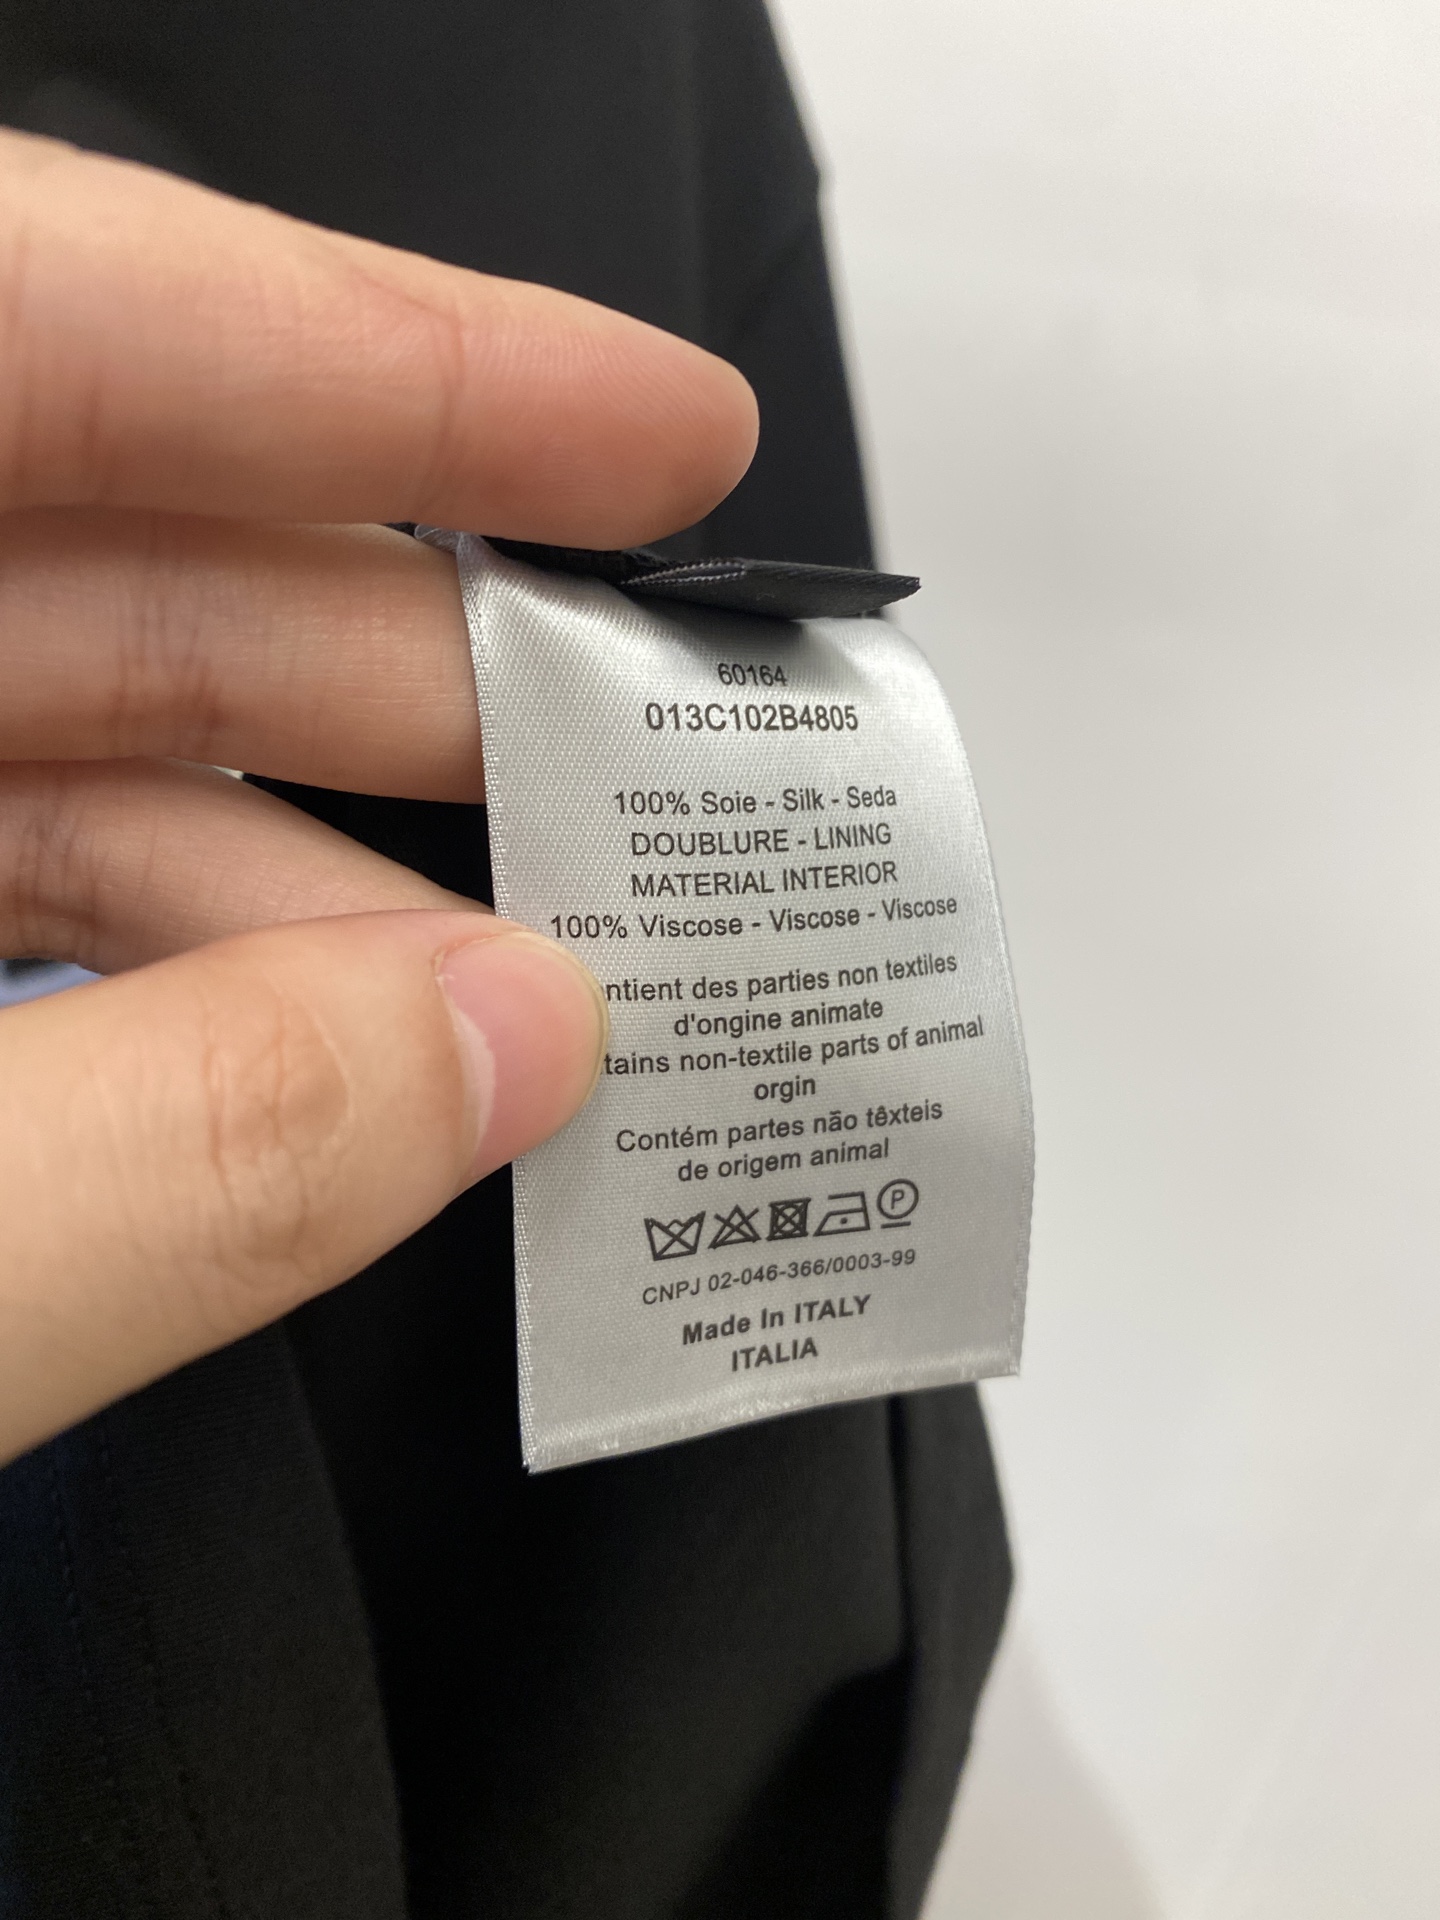 60164
013C102B4805
100% Soie - Silk - Seda
DOUBLURE - LINING
MATERIAL INTERIOR
100% Viscose - Viscose - Viscose
ntient des parties non textiles
d'ongine animate
tains non-textile parts of animal
orgin
Contém partes não têxteis
de origem animal
P
CNPJ 02-046-366/0003-99
Made In ITALY
ITALIA